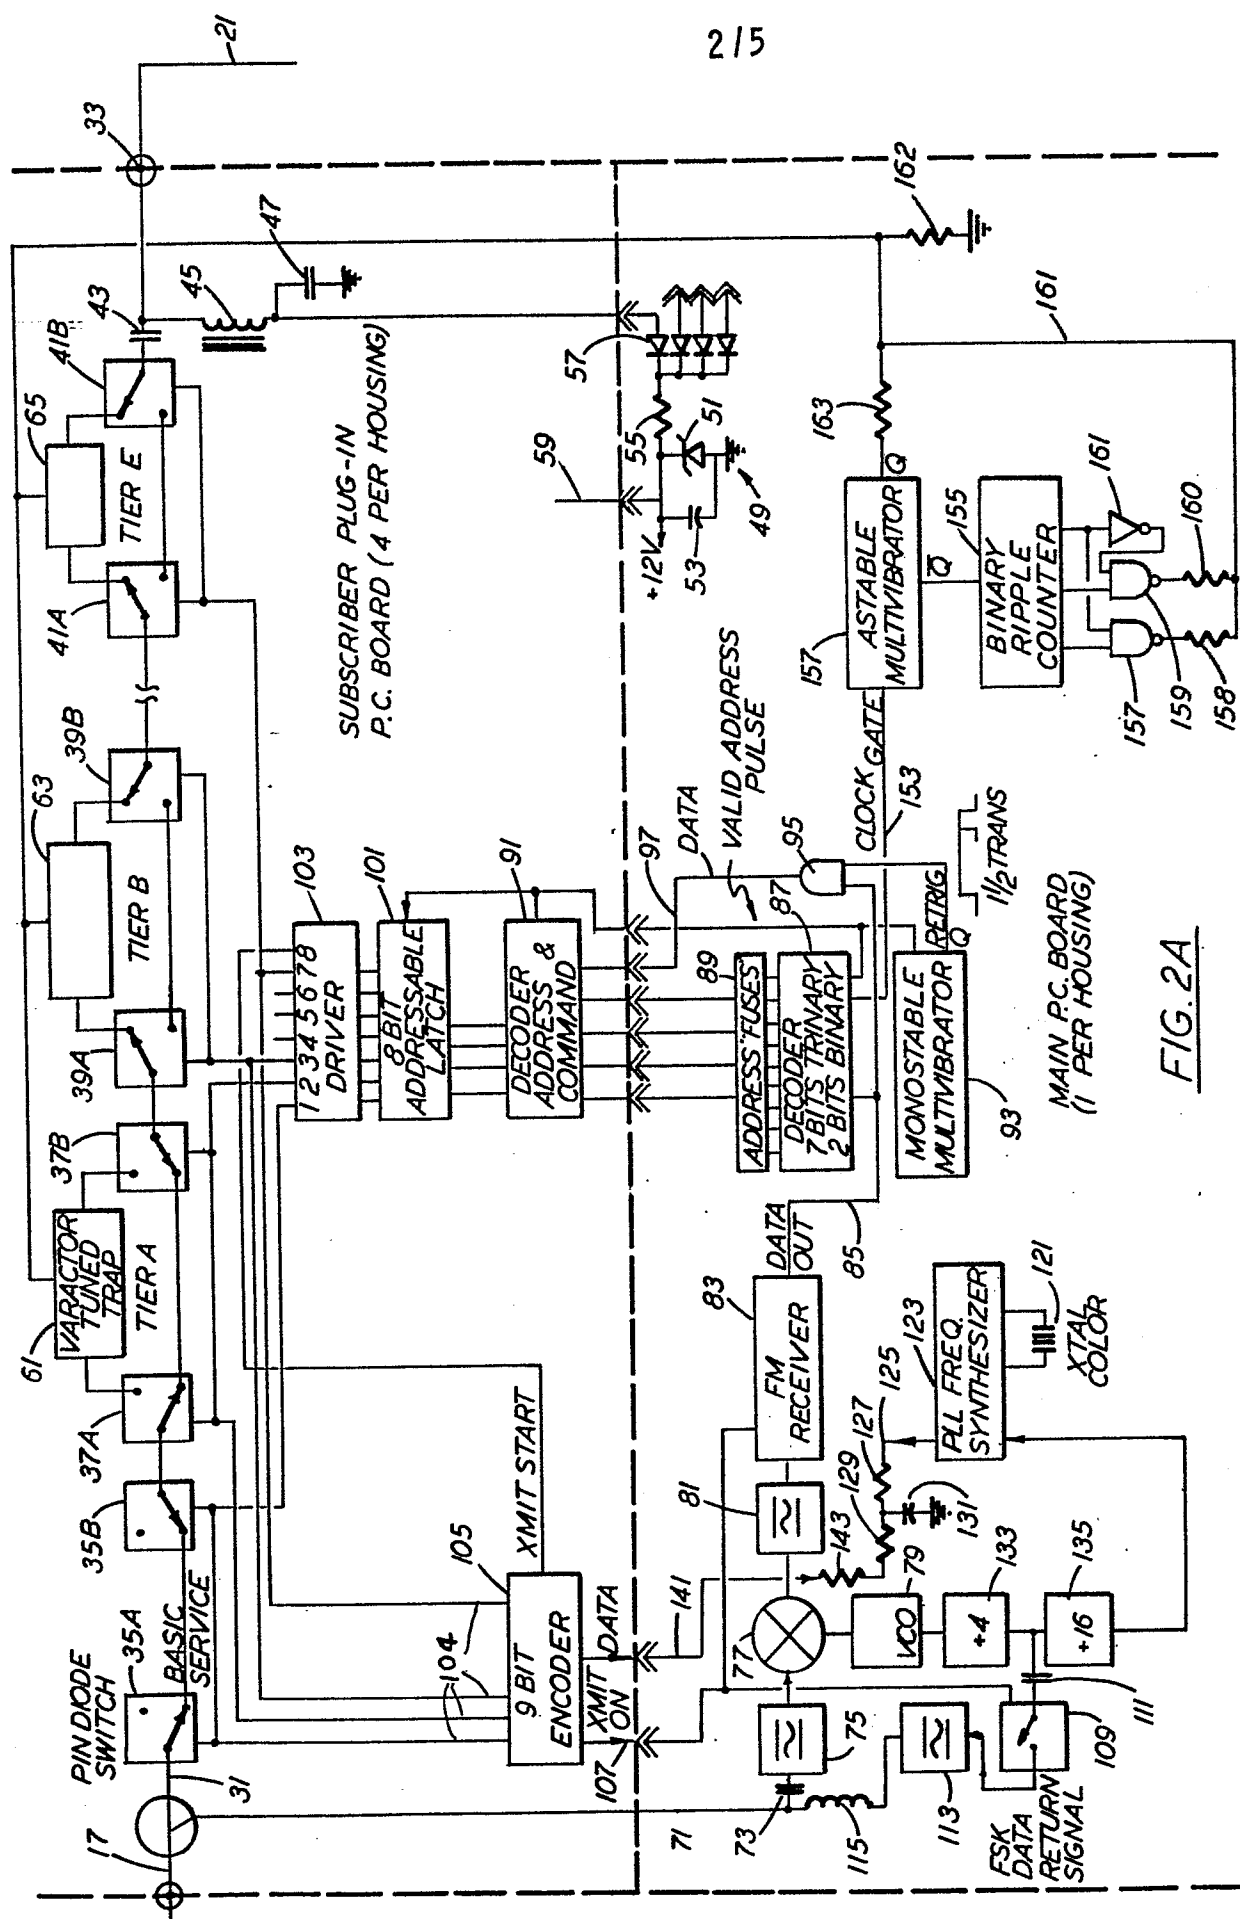 2/5
17
31
PIN DIODE
SWITCH
35A
BASIC
SERVICE
35B
37A
61
VARACTOR
TUNED
TRAP
TIER A
37B
39A
63
TIER B
39B
41A
65
TIER E
41B
43
45
47
33
21
104
105
9 BIT
ENCODER
XMIT START
XMIT
ON
DATA
107
103
1 2 3 4 5 6 7 8
DRIVER
101
8 BIT
ADDRESSABLE
LATCH
91
DECODER
ADDRESS &
COMMAND
SUBSCRIBER PLUG-IN
P.C. BOARD (4 PER HOUSING)
71
73
75
77
79
VCO
81
83
FM
RECEIVER
DATA
OUT
85
115
113
FSK
DATA
RETURN
SIGNAL
109
111
÷4
133
÷16
135
141
143
129
127
125
131
123
PLL FREQ.
SYNTHESIZER
121
XTAL
COLOR
89
ADDRESS "FUSES"
87
DECODER
7 BITS TRINARY
2 BITS BINARY
MONOSTABLE
MULTIVIBRATOR
93
RETRIG
Q
1 1/2 TRANS
95
97
DATA
VALID ADDRESS
PULSE
CLOCK GATE
153
157
ASTABLE
MULTIVIBRATOR
Q
Q̅
163
162
161
155
BINARY
RIPPLE
COUNTER
161
157
159
158
160
59
+12V
53
55
51
49
57
MAIN P.C. BOARD
(1 PER HOUSING)
FIG. 2A